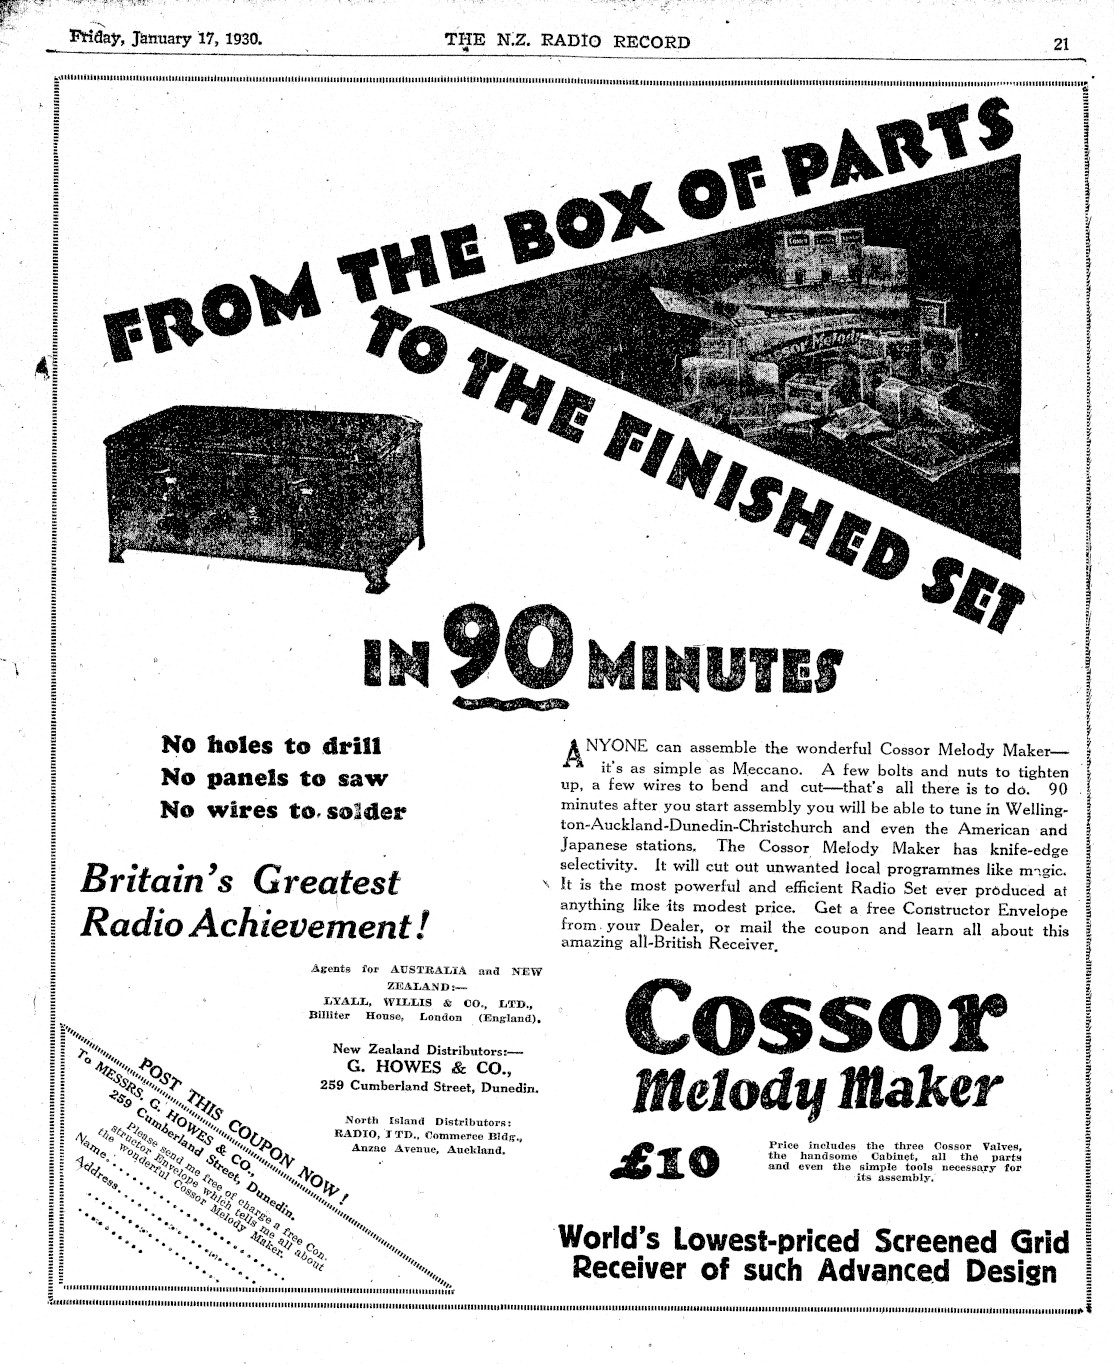 Friday, January 17, 1930.
THE N.Z. RADIO RECORD
21
FROM THE BOX OF PARTS
TO THE FINISHED SET
Cossor Melody
IN 90 MINUTES
No holes to drill
No panels to saw
No wires to solder
Britain's Greatest
Radio Achievement!
ANYONE can assemble the wonderful Cossor Melody Maker—
it's as simple as Meccano. A few bolts and nuts to tighten
up, a few wires to bend and cut—that's all there is to do. 90
minutes after you start assembly you will be able to tune in Welling-
ton-Auckland-Dunedin-Christchurch and even the American and
Japanese stations. The Cossor Melody Maker has knife-edge
selectivity. It will cut out unwanted local programmes like magic.
It is the most powerful and efficient Radio Set ever produced at
anything like its modest price. Get a free Constructor Envelope
from your Dealer, or mail the coupon and learn all about this
amazing all-British Receiver.
Agents for AUSTRALIA and NEW
ZEALAND:—
LYALL, WILLIS & CO., LTD.,
Billiter House, London (England).
New Zealand Distributors:—
G. HOWES & CO.,
259 Cumberland Street, Dunedin.
North Island Distributors:
RADIO, LTD., Commerce Bldg.,
Anzac Avenue, Auckland.
POST THIS COUPON NOW!
To MESSRS. G. HOWES & CO.,
259 Cumberland Street, Dunedin.
Please send me free of charge a free Con-
structor Envelope which tells me all about
the wonderful Cossor Melody Maker.
Name
Address
Cossor
Melody Maker
£10
Price includes the three Cossor Valves,
the handsome Cabinet, all the parts
and even the simple tools necessary for
its assembly.
World's Lowest-priced Screened Grid
Receiver of such Advanced Design